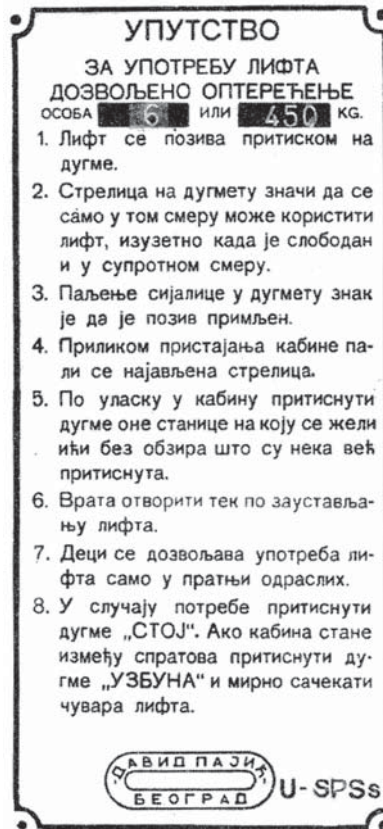 УПУТСТВО
ЗА УПОТРЕБУ ЛИФТА
ДОЗВОЉЕНО ОПТЕРЕЋЕЊЕ
ОСОБА 6 ИЛИ 450 KG.
1. Лифт се позива притиском на
дугме.
2. Стрелица на дугмету значи да се
само у том смеру може користити
лифт, изузетно када је слободан
и у супротном смеру.
3. Паљење сијалице у дугмету знак
је да је позив примљен.
4. Приликом пристајања кабине па-
ли се најављена стрелица.
5. По уласку у кабину притиснути
дугме оне станице на коју се жели
ићи без обзира што су нека већ
притиснута.
6. Врата отворити тек по заустављa-
њу лифта.
7. Деци се дозвољава употреба ли-
фта само у пратњи одраслих.
8. У случају потребе притиснути
дугме „СТОЈ". Ако кабина стане
између спратова притиснути ду-
гме „УЗБУНА" и мирно сачекати
чувара лифта.
ДАВИД ПАЈИЋ
БЕОГРАД
U-SPSs